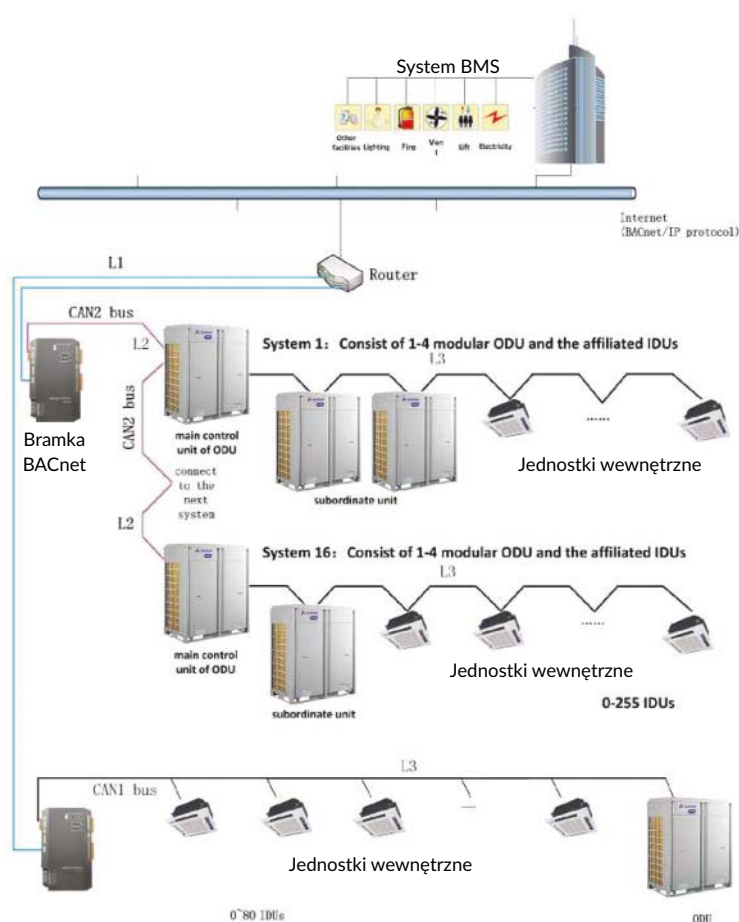 System BMS
Other
facilities
Lighting
Fire
Ven
t
Lift
Electricity
Internet
(BACnet/IP protocol)
L1
Router
CAN2 bus
L2
System 1: Consist of 1-4 modular ODU and the affiliated IDUs
L3
CAN2 bus
Bramka
BACnet
main control
unit of ODU
......
Jednostki wewnętrzne
connect
to the
next
system
subordinate unit
L2
System 16: Consist of 1-4 modular ODU and the affiliated IDUs
L3
......
main control
unit of ODU
Jednostki wewnętrzne
subordinate unit
0-255 IDUs
L3
CAN1 bus
......
Jednostki wewnętrzne
0~80 IDUs
ODU